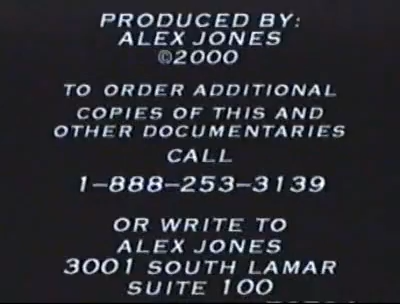 PRODUCED BY:
ALEX JONES
©2000
TO ORDER ADDITIONAL
COPIES OF THIS AND
OTHER DOCUMENTARIES
CALL
1-888-253-3139
OR WRITE TO
ALEX JONES
3001 SOUTH LAMAR
SUITE 100